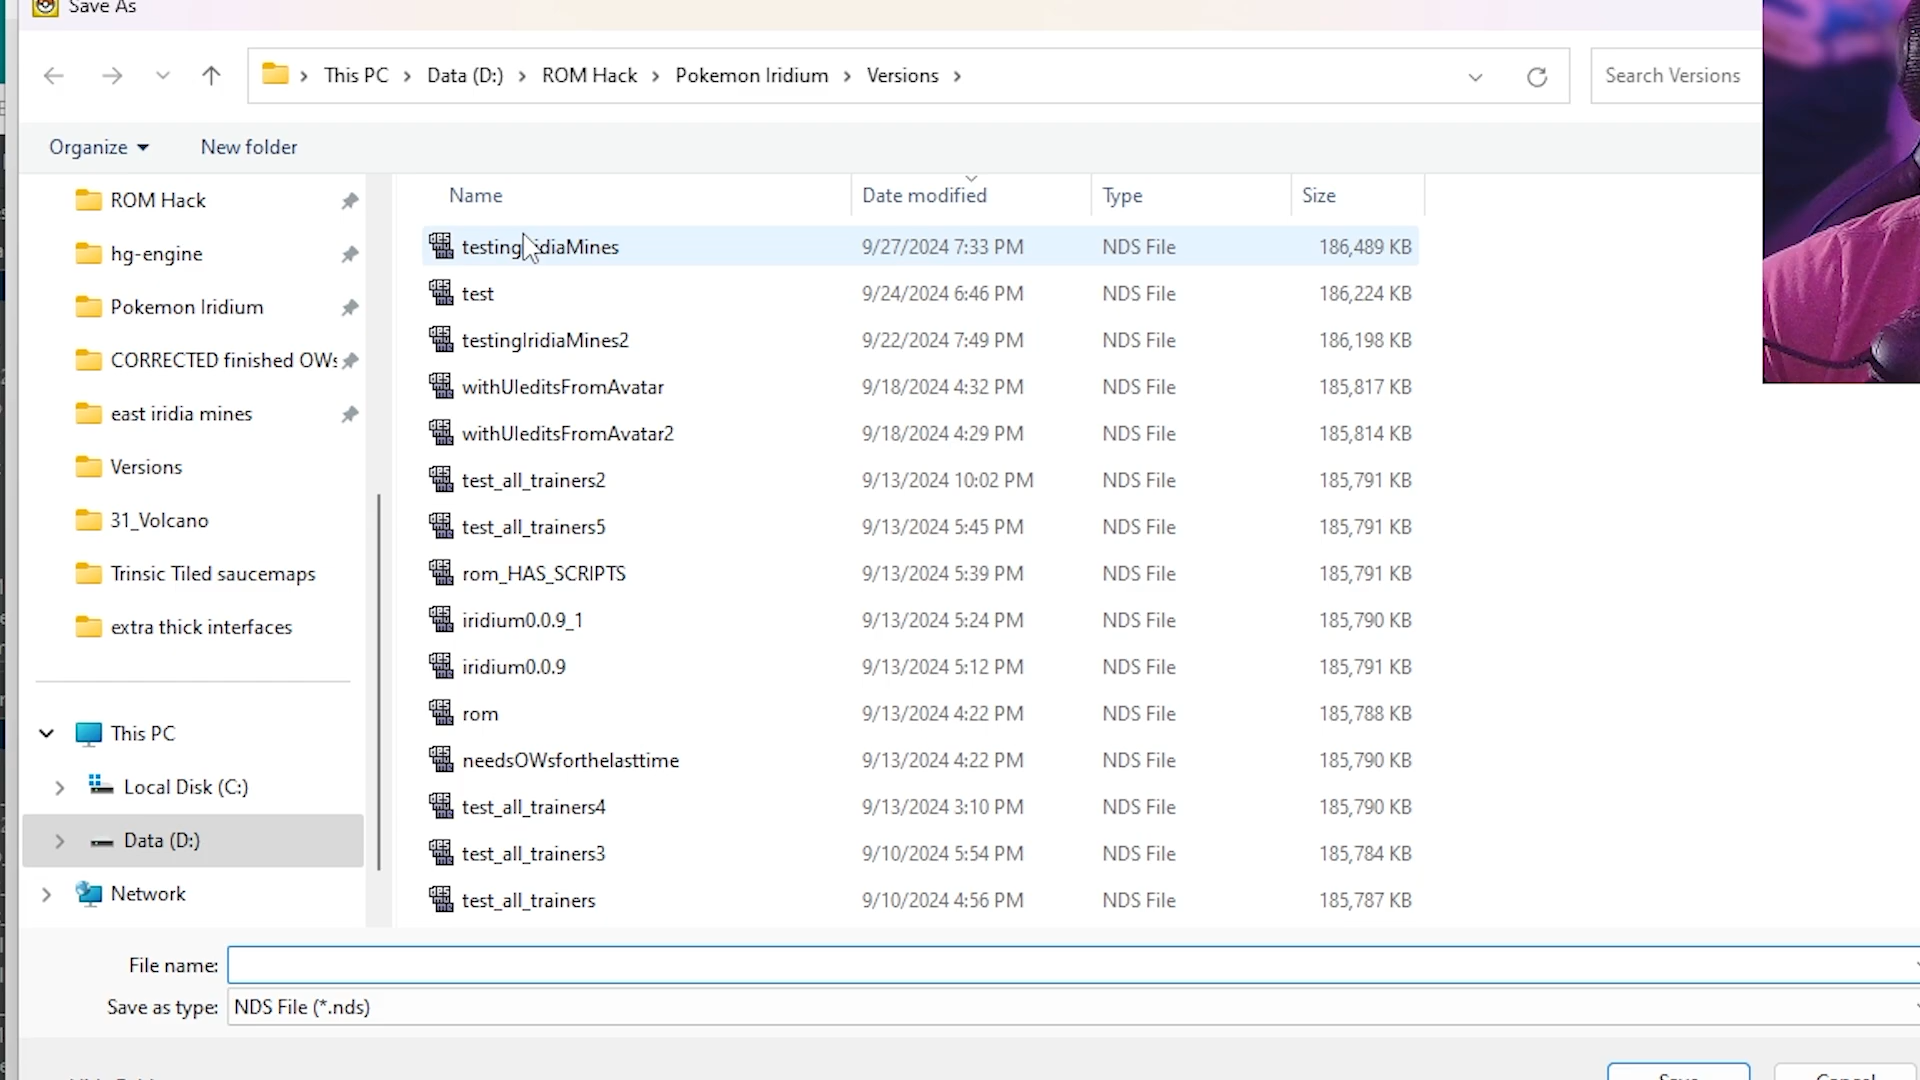 Save As
This PC > Data (D:) > ROM Hack > Pokemon Iridium > Versions >
Search Versions
Organize
New folder
ROM Hack
hg-engine
Pokemon Iridium
CORRECTED finished OWs
east iridia mines
Versions
31_Volcano
Trinsic Tiled saucemaps
extra thick interfaces
This PC
Local Disk (C:)
Data (D:)
Network
Name Date modified Type Size
9/27/2024 7:33 PM NDS File 186,489 KB
test 9/24/2024 6:46 PM NDS File 186,224 KB
testingIridiaMines2 9/22/2024 7:49 PM NDS File 186,198 KB
withUIeditsFromAvatar 9/18/2024 4:32 PM NDS File 185,817 KB
withUIeditsFromAvatar2 9/18/2024 4:29 PM NDS File 185,814 KB
test_all_trainers2 9/13/2024 10:02 PM NDS File 185,791 KB
test_all_trainers5 9/13/2024 5:45 PM NDS File 185,791 KB
rom_HAS_SCRIPTS 9/13/2024 5:39 PM NDS File 185,791 KB
iridium0.0.9_1 9/13/2024 5:24 PM NDS File 185,790 KB
iridium0.0.9 9/13/2024 5:12 PM NDS File 185,791 KB
rom 9/13/2024 4:22 PM NDS File 185,788 KB
needsOWsforthelasttime 9/13/2024 4:22 PM NDS File 185,790 KB
test_all_trainers4 9/13/2024 3:10 PM NDS File 185,790 KB
test_all_trainers3 9/10/2024 5:54 PM NDS File 185,784 KB
test_all_trainers 9/10/2024 4:56 PM NDS File 185,787 KB
File name:
Save as type: NDS File (*.nds)